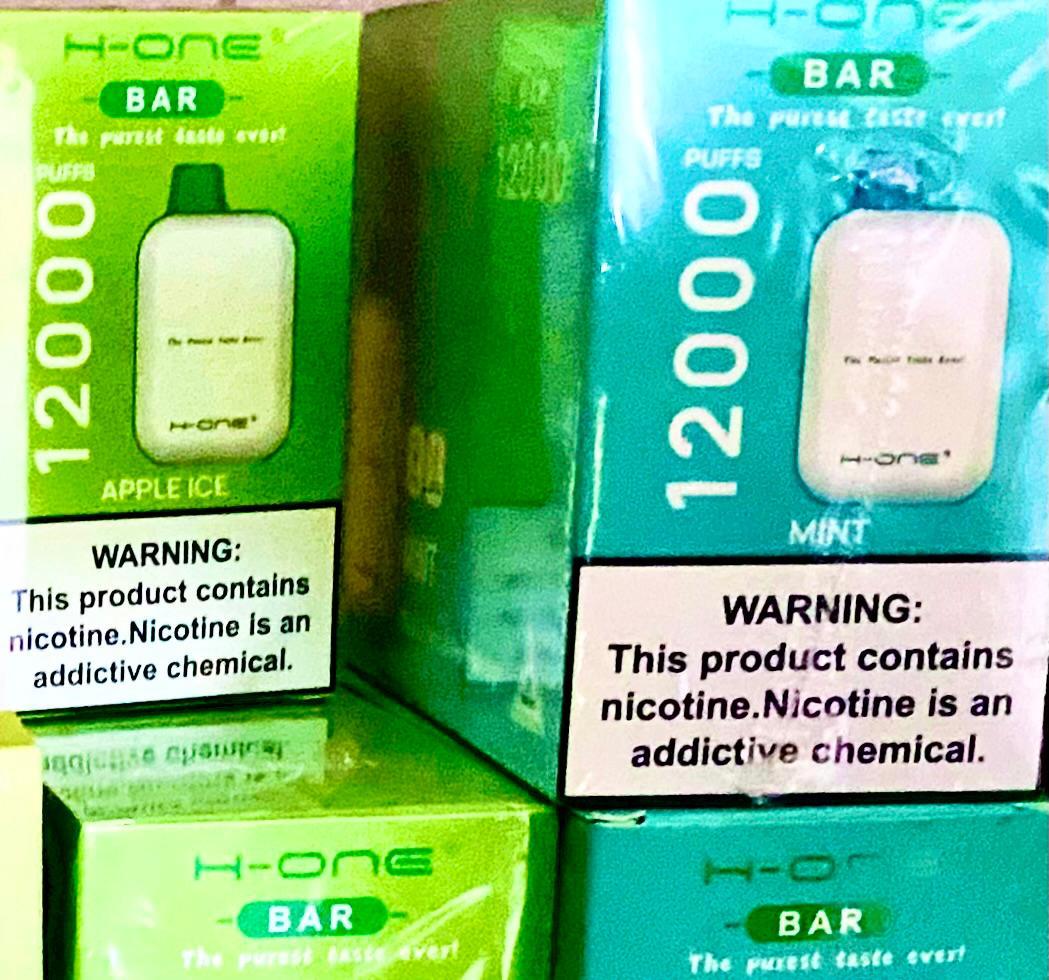 H-ONE
BAR
The purest taste ever!
PUFFS
12000
H-ONE
APPLE ICE
WARNING:
This product contains
nicotine.Nicotine is an
addictive chemical.
12000
H-ONE
BAR
The purest taste ever!
PUFFS
12000
H-ONE
MINT
WARNING:
This product contains
nicotine.Nicotine is an
addictive chemical.
H-ONE
BAR
The purest taste ever!
BAR
The purest taste ever!